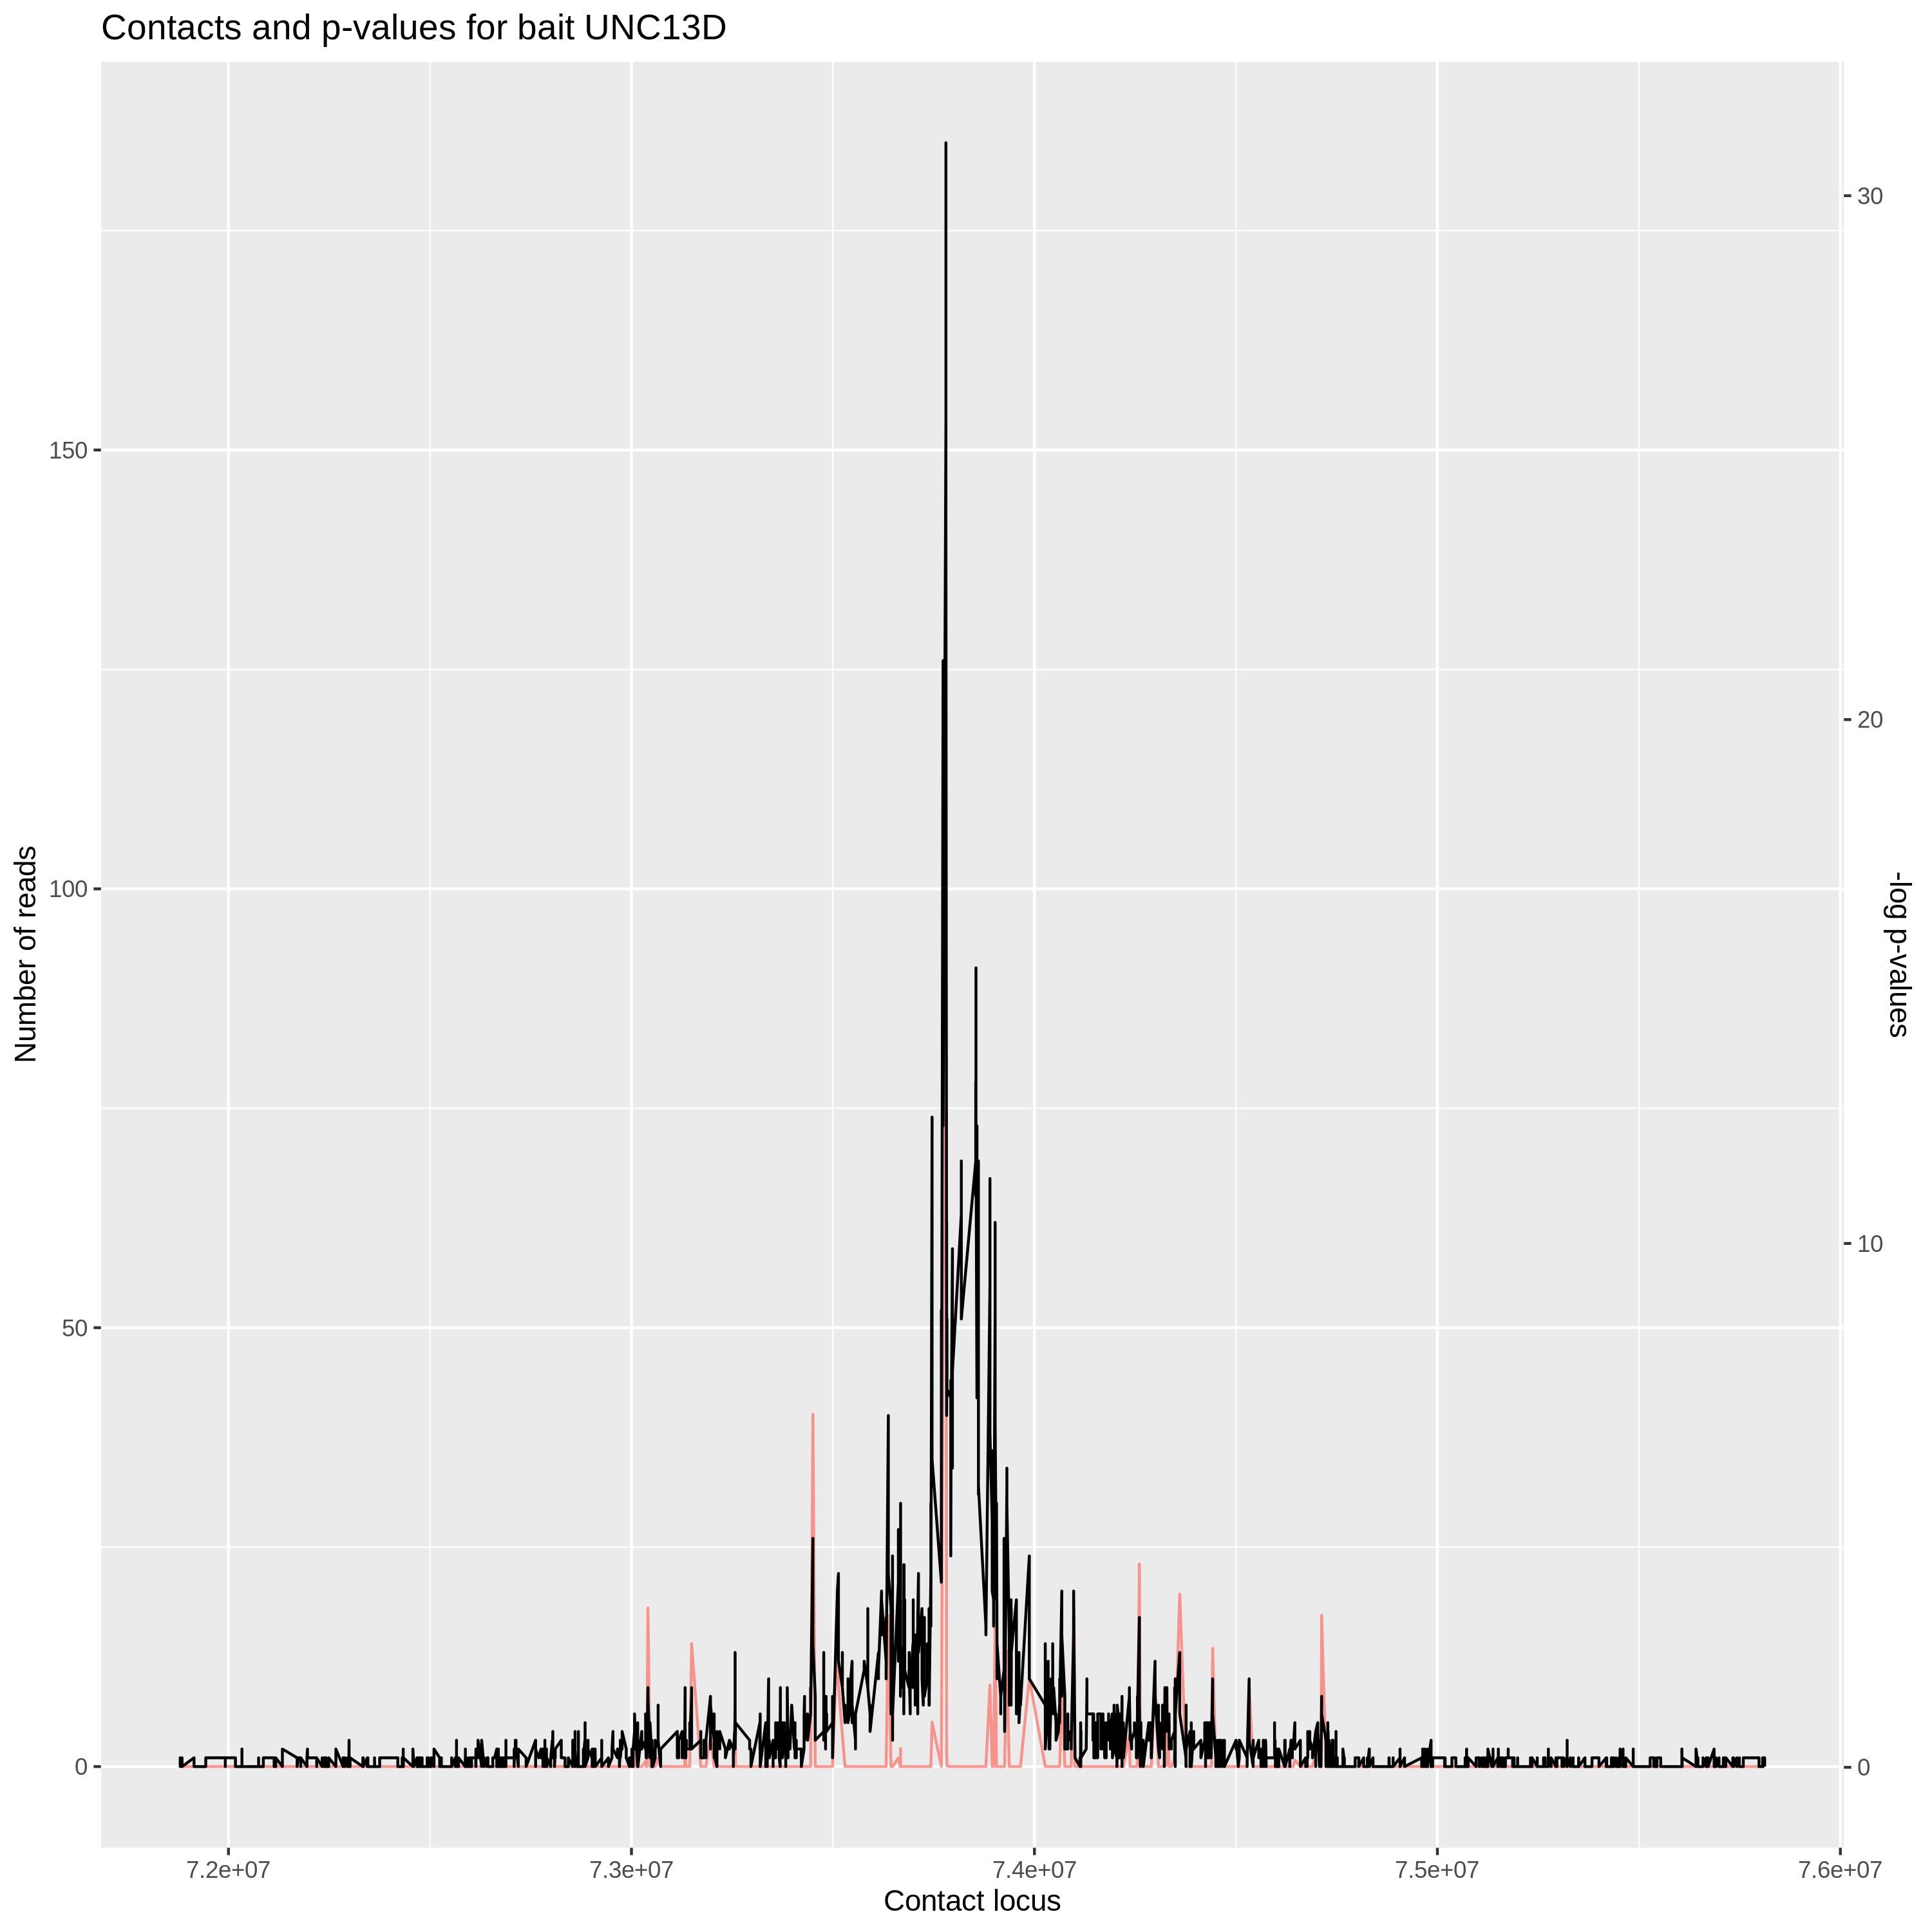 Contacts and p-values for bait UNC13D
Number of reads
150
100
50
0
30
20
10
0
-log p-values
7.2e+07
7.3e+07
7.4e+07
7.5e+07
7.6e+07
Contact locus